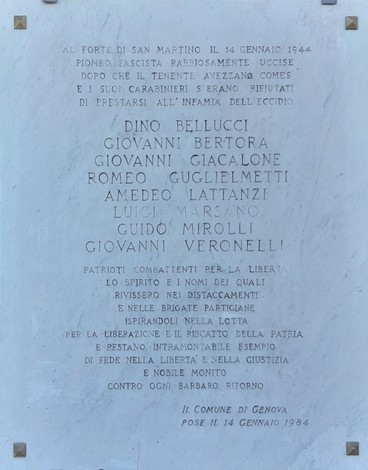 AL FORTE DI SAN MARTINO IL 14 GENNAIO 1944
PIOMBO FASCISTA RABBIOSAMENTE UCCISE
DOPO CHE IL TENENTE AVEZZANO COMES
E I SUOI CARABINIERI S'ERANO RIFIUTATI
DI PRESTARSI ALL'INFAMIA DELL'ECCIDIO
DINO BELLUCCI
GIOVANNI BERTORA
GIOVANNI GIACALONE
ROMEO GUGLIELMETTI
AMEDEO LATTANZI
LUIGI MARSANO
GUIDO MIROLLI
GIOVANNI VERONELLI
PATRIOTI COMBATTENTI PER LA LIBERTÀ
LO SPIRITO E I NOMI DEI QUALI
RIVISSERO NEI DISTACCAMENTI
E NELLE BRIGATE PARTIGIANE
ISPIRANDOLI NELLA LOTTA
PER LA LIBERAZIONE E IL RISCATTO DELLA PATRIA
E RESTANO INTRAMONTABILE ESEMPIO
DI FEDE NELLA LIBERTÀ E NELLA GIUSTIZIA
E NOBILE MONITO
CONTRO OGNI BARBARO RITORNO
IL COMUNE DI GENOVA
POSE IL 14 GENNAIO 1984